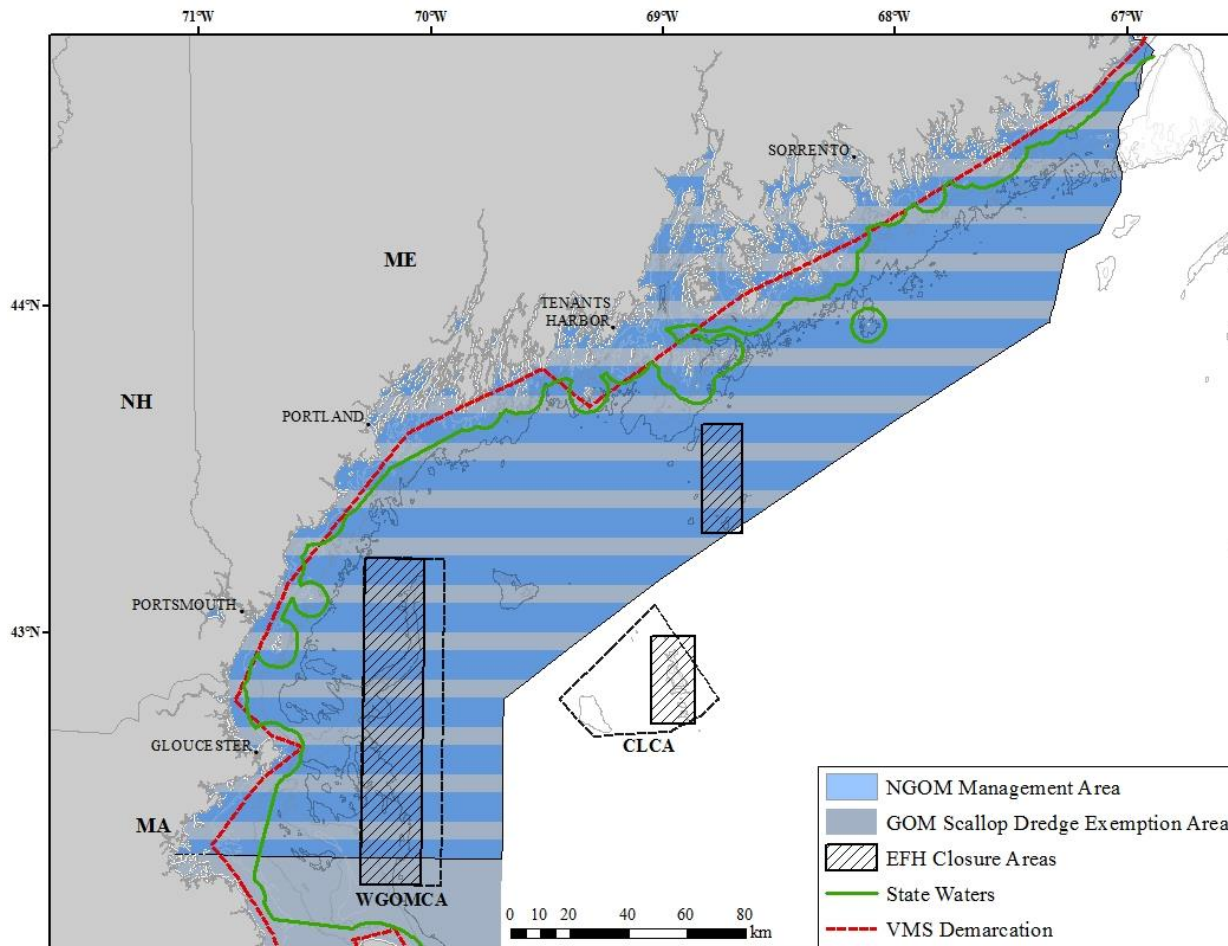 71°W 70°W 69°W 68°W 67°W
SORRENTO
ME
44°N
TENANTS
HARBOR
NH
PORTLAND
PORTSMOUTH
43°N
GLOUCESTER
CLCA
MA
WGOMCA
0 10 20 40 60 80
km
NGOM Management Area
GOM Scallop Dredge Exemption Area
EFH Closure Areas
State Waters
VMS Demarcation